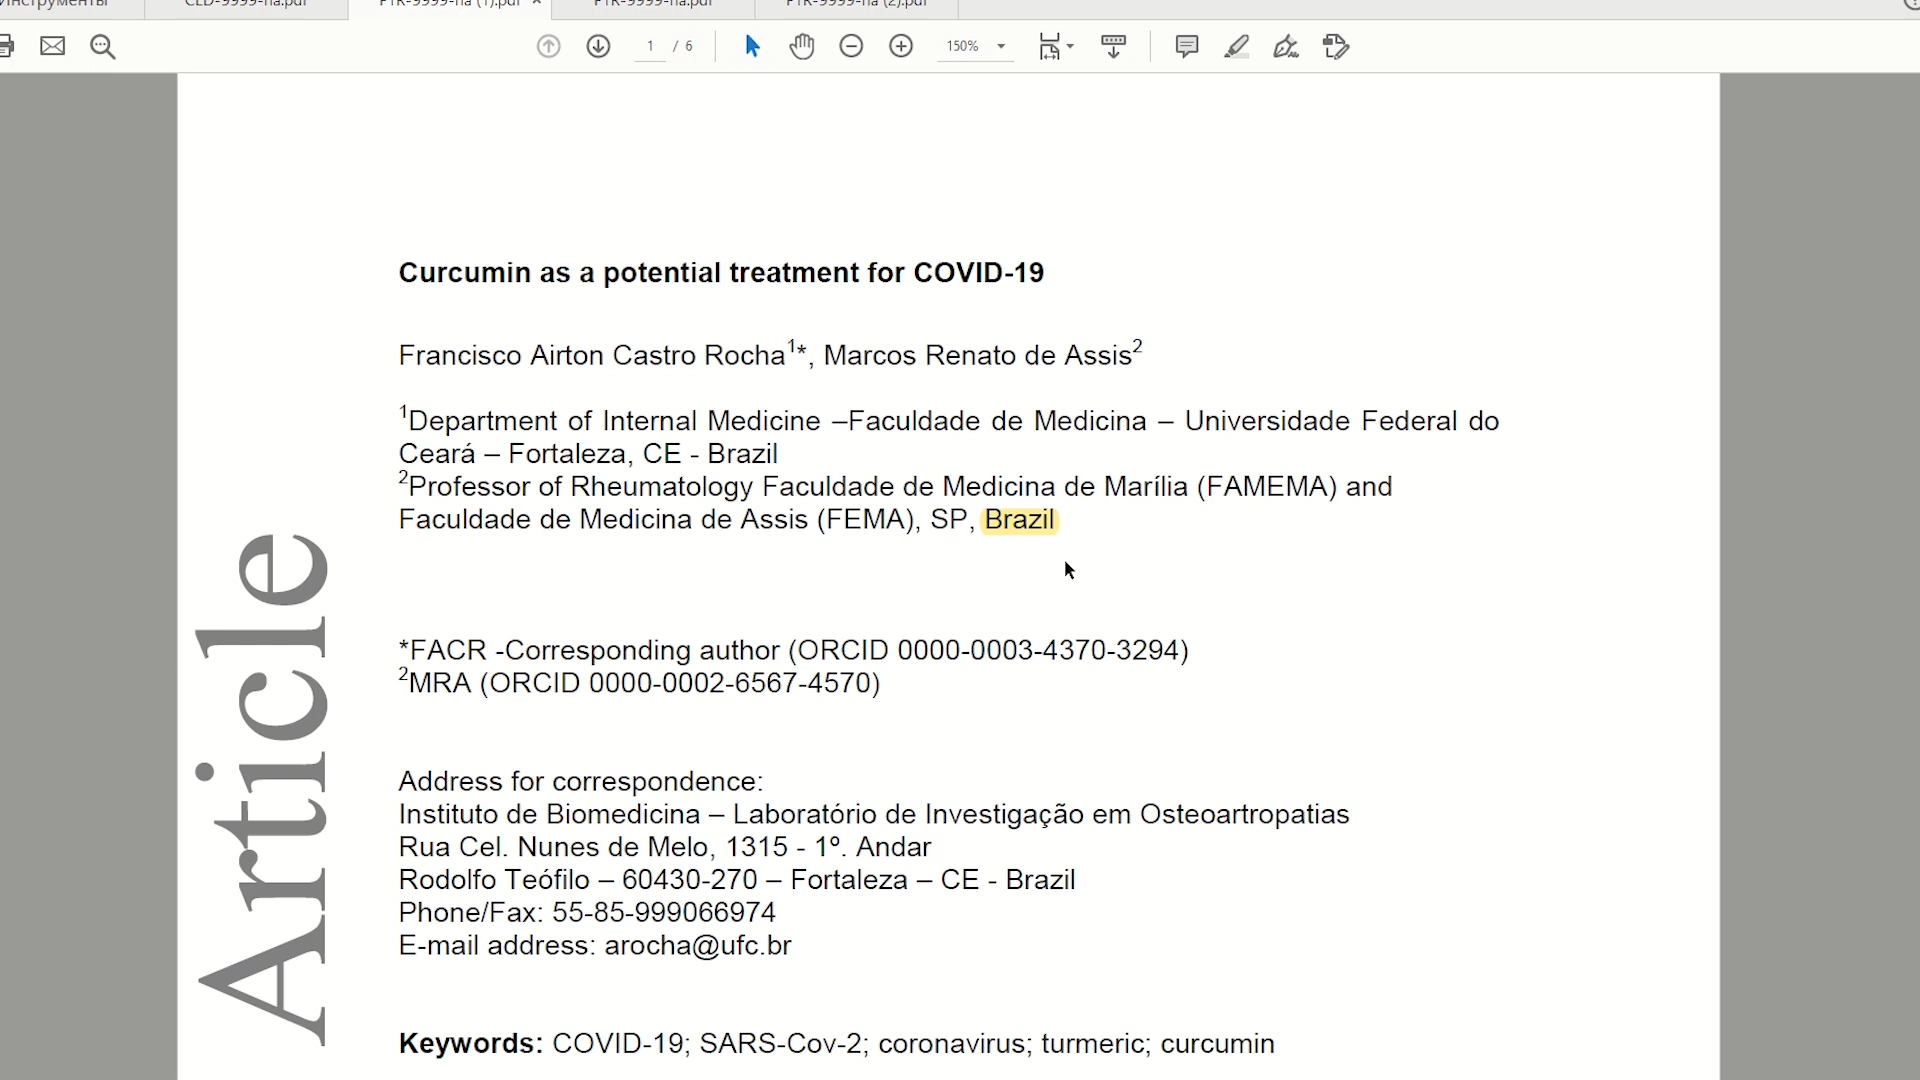 1 / 6
150%
Curcumin as a potential treatment for COVID-19
Francisco Airton Castro Rocha1*, Marcos Renato de Assis2
1Department of Internal Medicine –Faculdade de Medicina – Universidade Federal do
Ceará – Fortaleza, CE - Brazil
2Professor of Rheumatology Faculdade de Medicina de Marília (FAMEMA) and
Faculdade de Medicina de Assis (FEMA), SP, Brazil
*FACR -Corresponding author (ORCID 0000-0003-4370-3294)
2MRA (ORCID 0000-0002-6567-4570)
Address for correspondence:
Instituto de Biomedicina – Laboratório de Investigação em Osteoartropatias
Rua Cel. Nunes de Melo, 1315 - 1º. Andar
Rodolfo Teófilo – 60430-270 – Fortaleza – CE - Brazil
Phone/Fax: 55-85-999066974
E-mail address: arocha@ufc.br
Keywords: COVID-19; SARS-Cov-2; coronavirus; turmeric; curcumin
Article